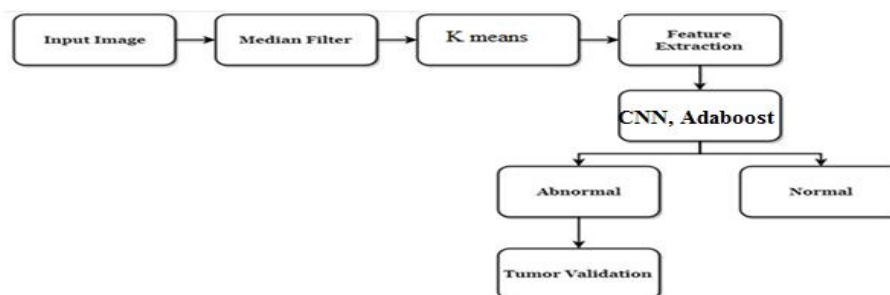 Input Image
Median Filter
K means
Feature
Extraction
CNN, Adaboost
Abnormal
Normal
Tumor Validation